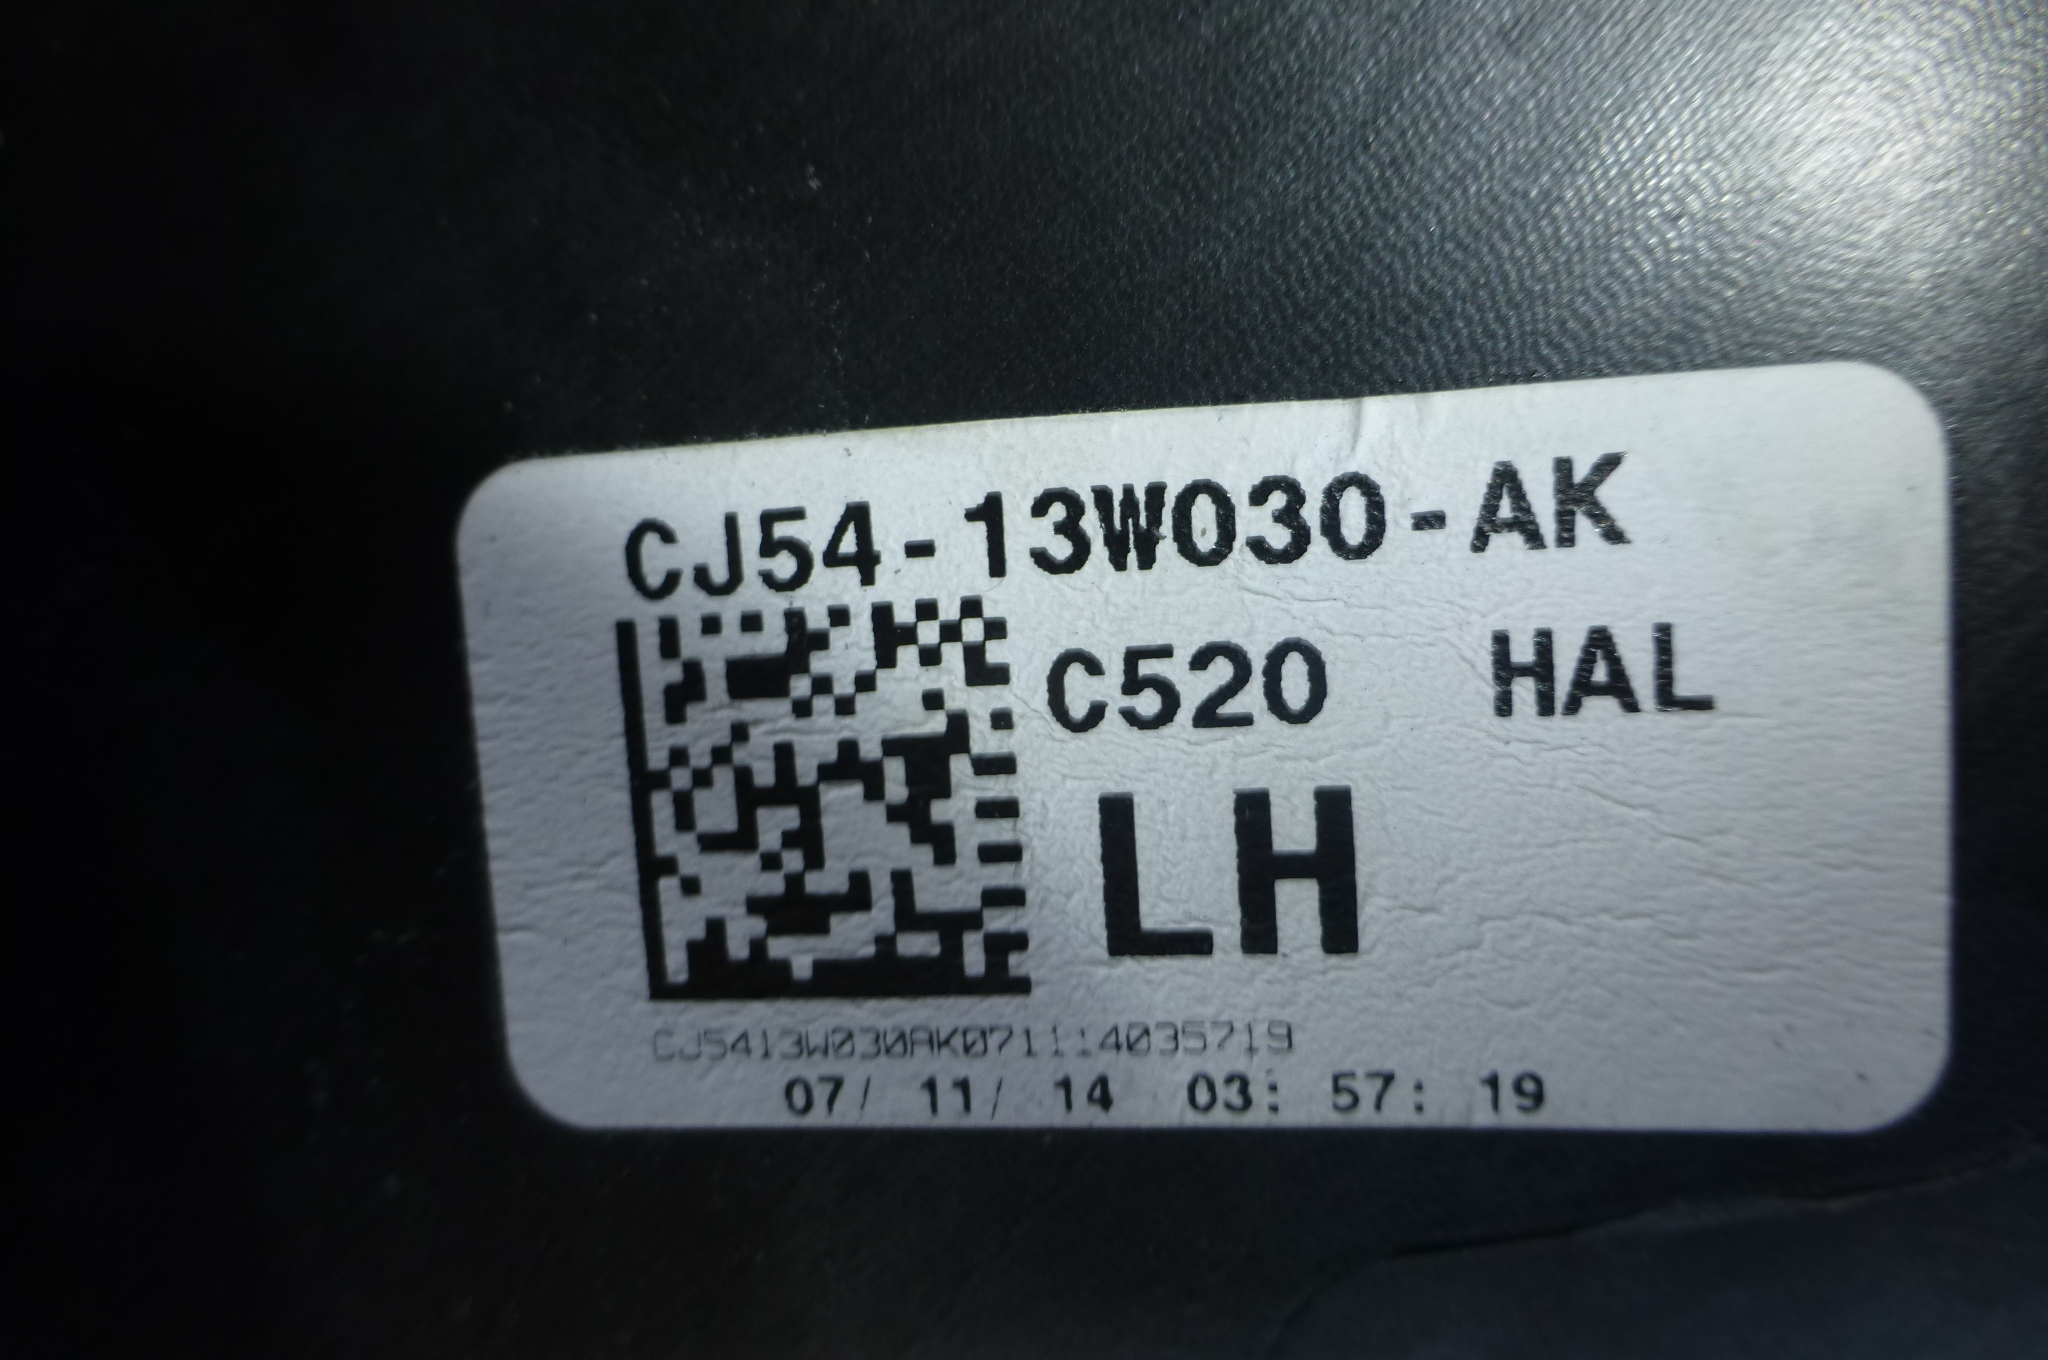 CJ54-13W030-AK
C520 HAL
LH
CJ5413W030AK071114035719
07/ 11/ 14 03: 57: 19